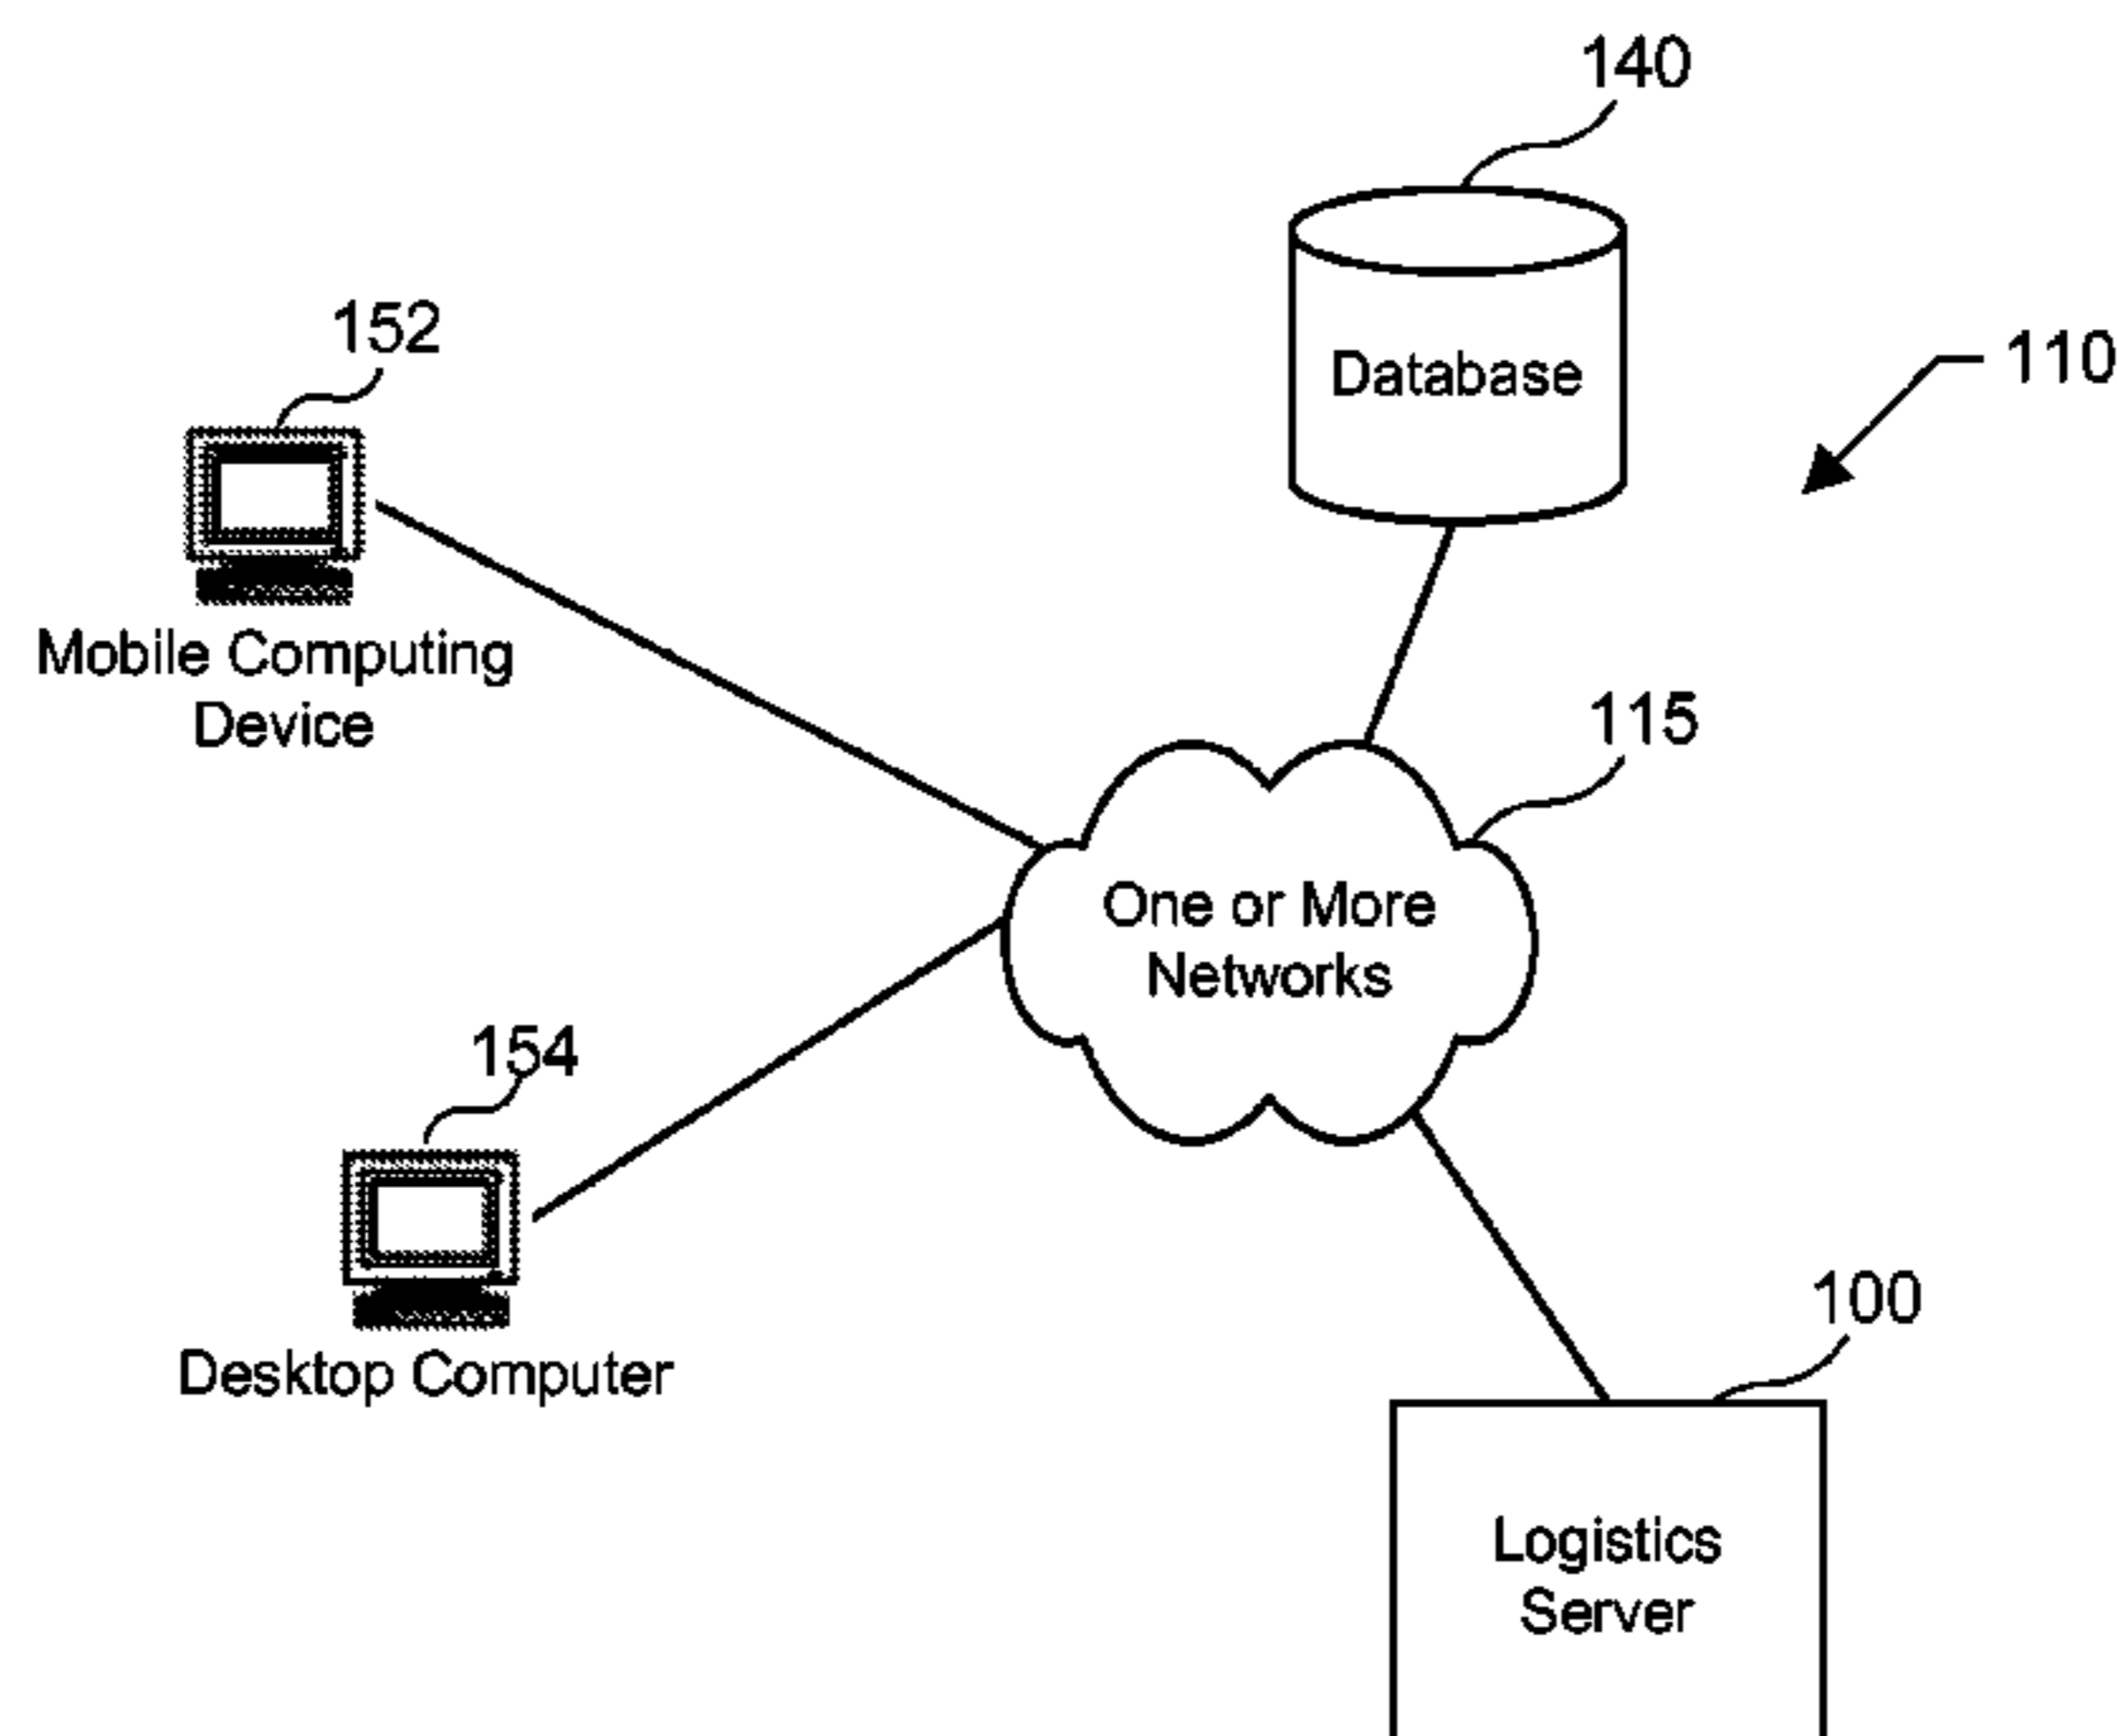 140
152
Database
110
Mobile Computing
Device
115
One or More
Networks
154
Desktop Computer
100
Logistics
Server